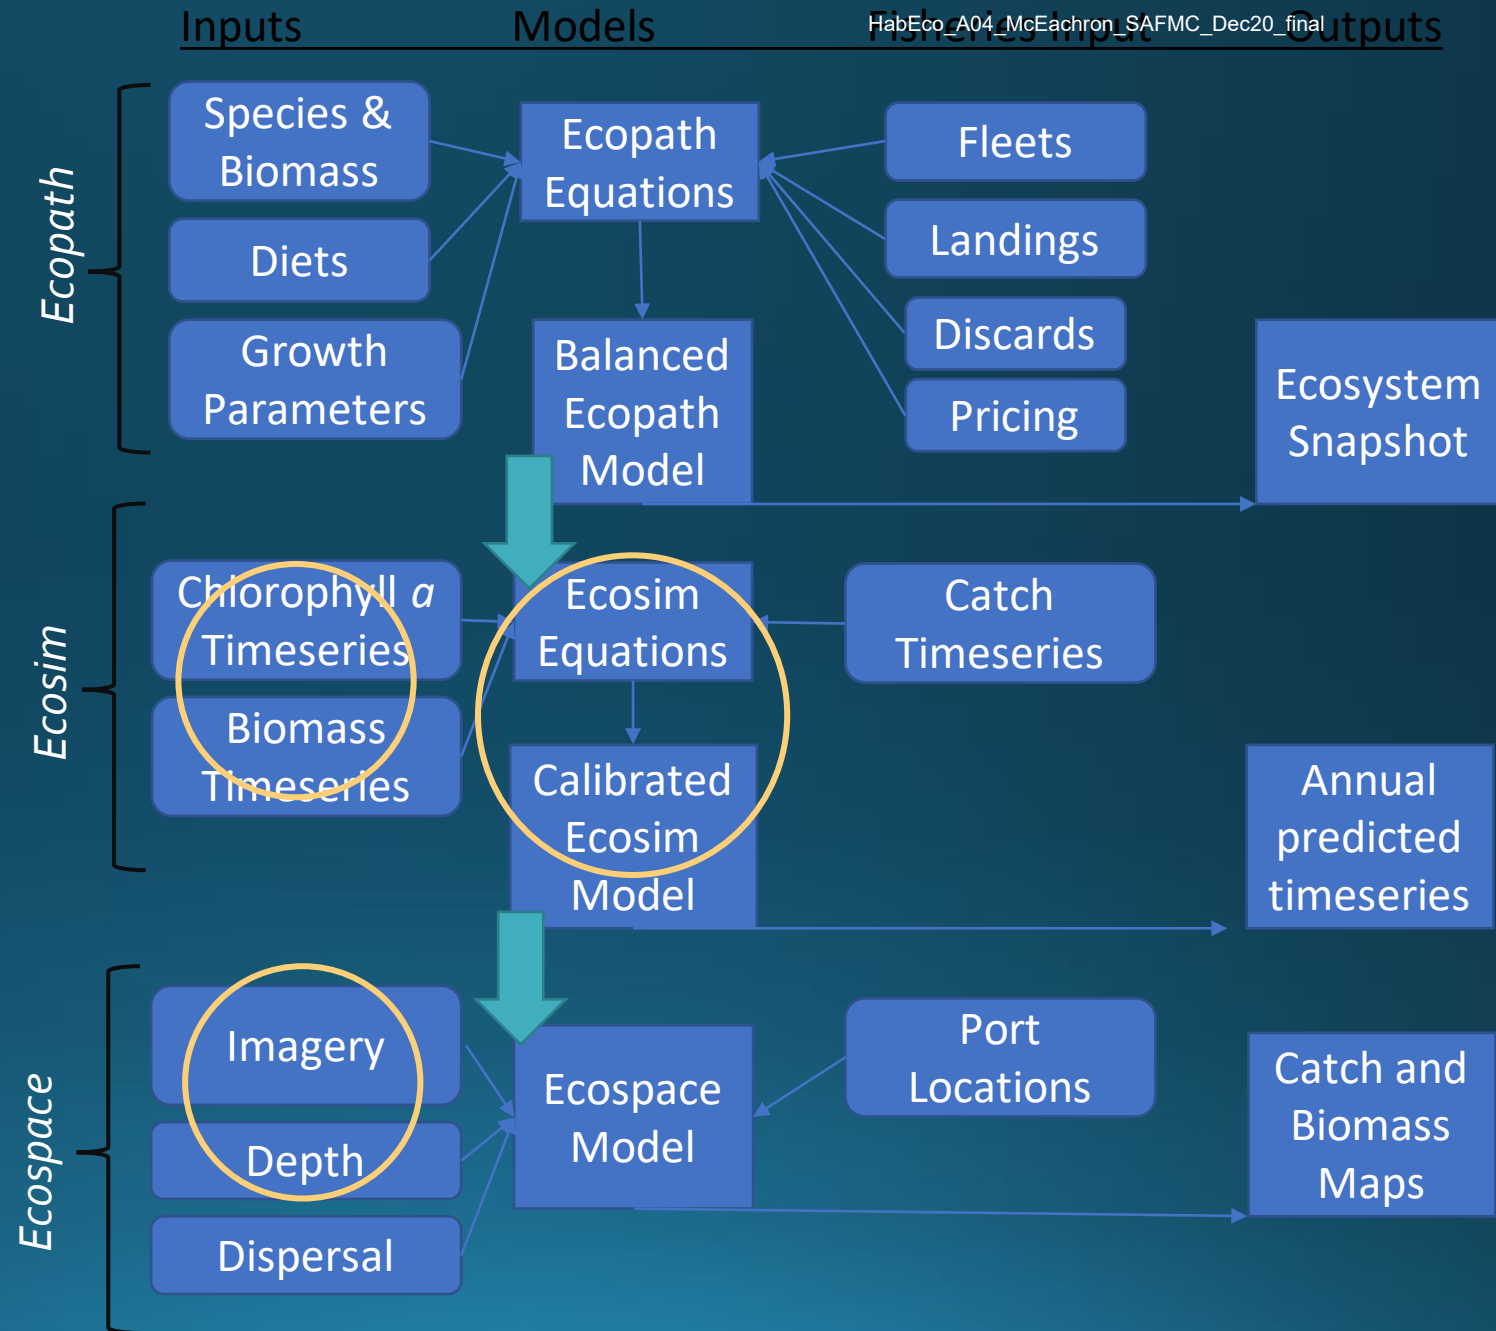 Inputs
Models
Fisheries Input
Outputs
HabEco_A04_McEachron_SAFMC_Dec20_final
Ecopath
Species &
Biomass
Diets
Growth
Parameters
Ecopath
Equations
Balanced
Ecopath
Model
Fleets
Landings
Discards
Pricing
Ecosystem
Snapshot
Ecosim
Chlorophyll a
Timeseries
Biomass
Timeseries
Ecosim
Equations
Calibrated
Ecosim
Model
Catch
Timeseries
Annual
predicted
timeseries
Ecospace
Imagery
Depth
Dispersal
Ecospace
Model
Port
Locations
Catch and
Biomass
Maps